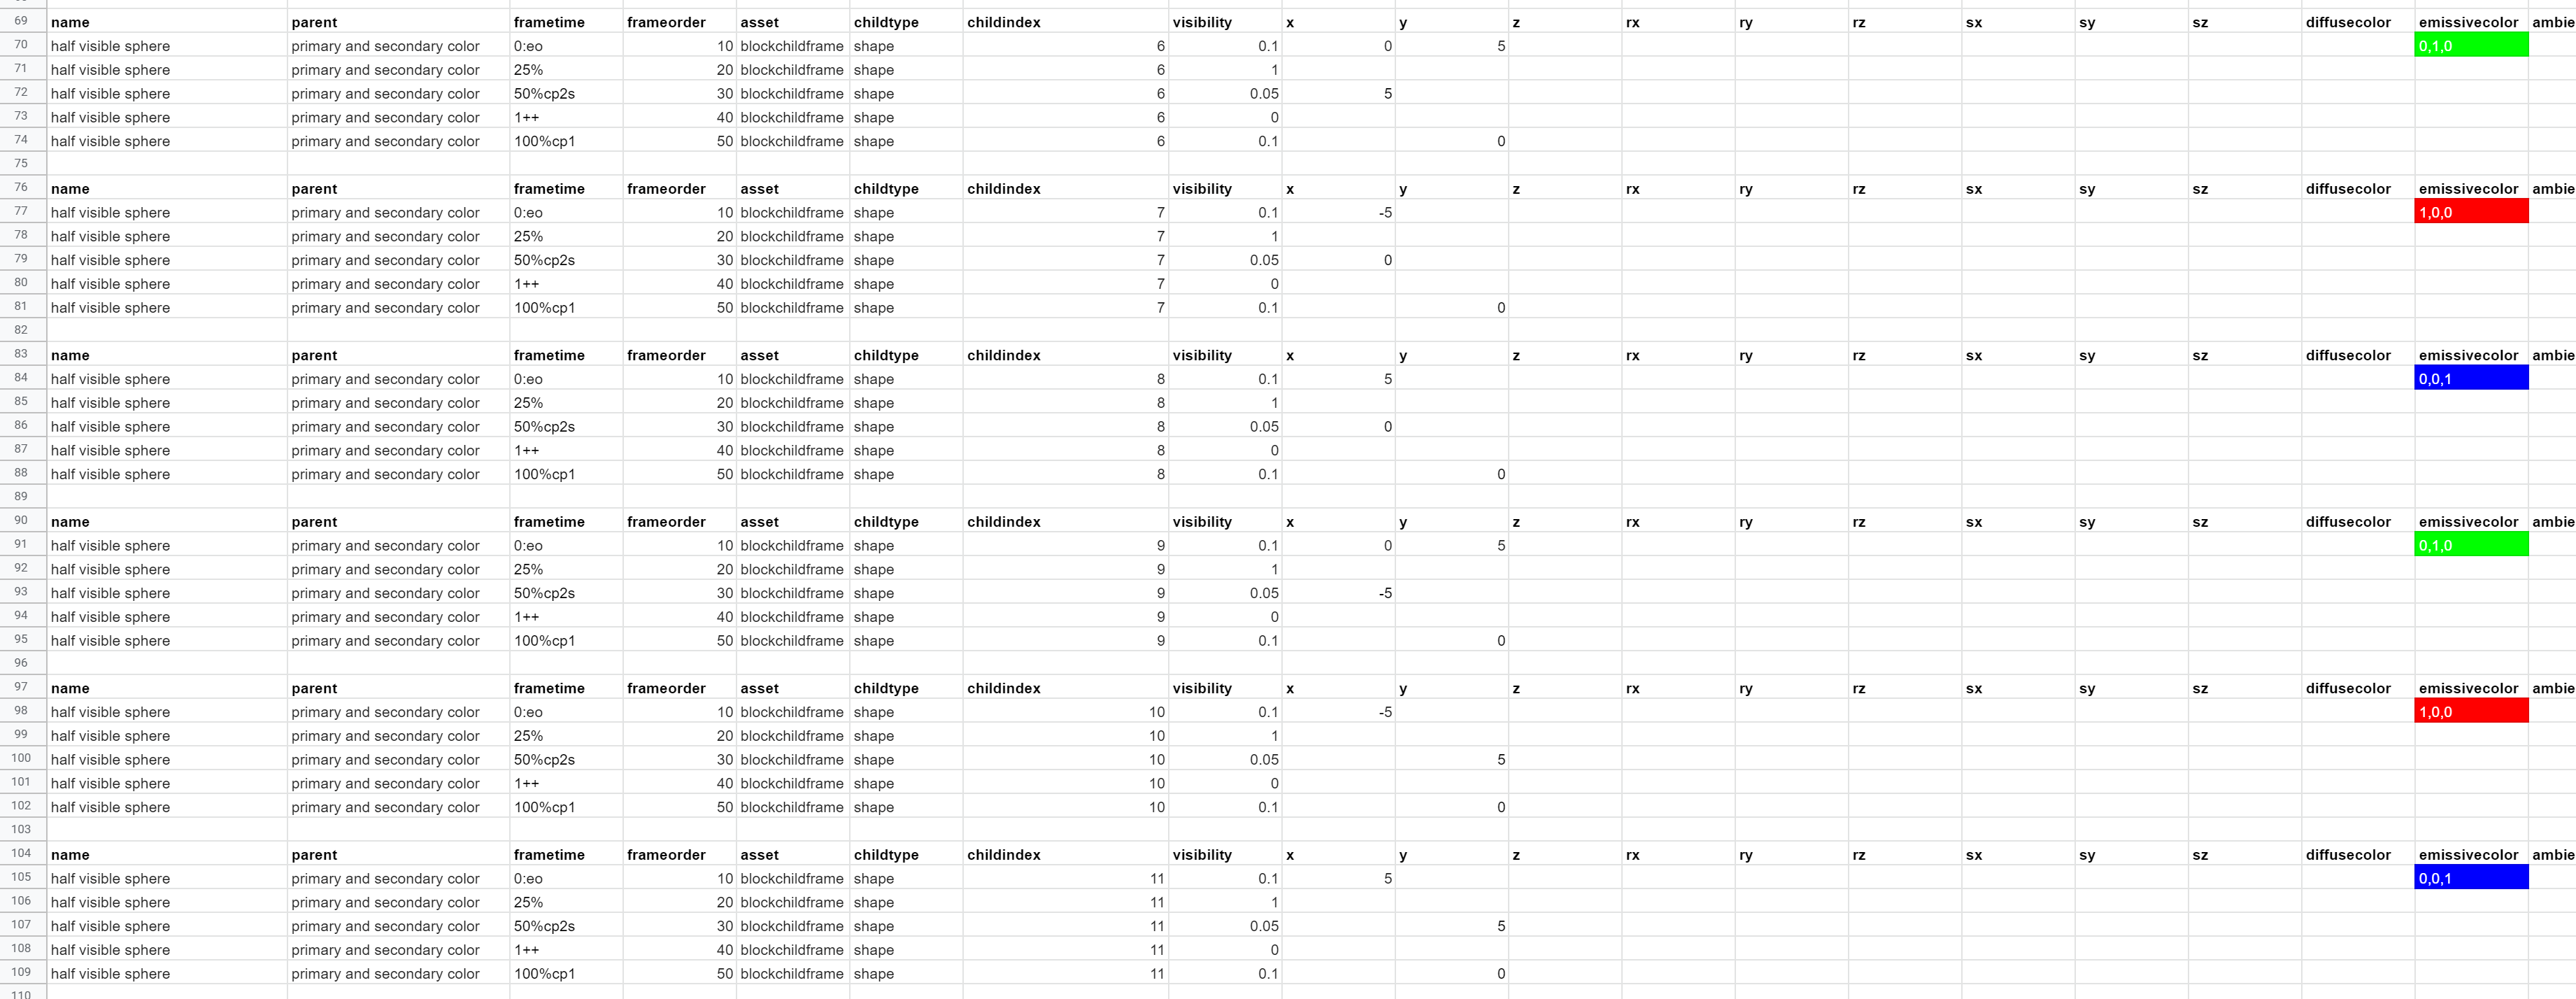 69 name parent frametime frameorder asset childtype childindex visibility x y z rx ry rz sx sy sz diffusecolor emissivecolor ambie
70 half visible sphere primary and secondary color 0:eo 10 blockchildframe shape 6 0.1 0 5 0,1,0
71 half visible sphere primary and secondary color 25% 20 blockchildframe shape 6 1
72 half visible sphere primary and secondary color 50%cp2s 30 blockchildframe shape 6 0.05 5
73 half visible sphere primary and secondary color 1++ 40 blockchildframe shape 6 0
74 half visible sphere primary and secondary color 100%cp1 50 blockchildframe shape 6 0.1 0
75
76 name parent frametime frameorder asset childtype childindex visibility x y z rx ry rz sx sy sz diffusecolor emissivecolor ambie
77 half visible sphere primary and secondary color 0:eo 10 blockchildframe shape 7 0.1 -5 1,0,0
78 half visible sphere primary and secondary color 25% 20 blockchildframe shape 7 1
79 half visible sphere primary and secondary color 50%cp2s 30 blockchildframe shape 7 0.05 0
80 half visible sphere primary and secondary color 1++ 40 blockchildframe shape 7 0
81 half visible sphere primary and secondary color 100%cp1 50 blockchildframe shape 7 0.1 0
82
83 name parent frametime frameorder asset childtype childindex visibility x y z rx ry rz sx sy sz diffusecolor emissivecolor ambie
84 half visible sphere primary and secondary color 0:eo 10 blockchildframe shape 8 0.1 5 0,0,1
85 half visible sphere primary and secondary color 25% 20 blockchildframe shape 8 1
86 half visible sphere primary and secondary color 50%cp2s 30 blockchildframe shape 8 0.05 0
87 half visible sphere primary and secondary color 1++ 40 blockchildframe shape 8 0
88 half visible sphere primary and secondary color 100%cp1 50 blockchildframe shape 8 0.1 0
89
90 name parent frametime frameorder asset childtype childindex visibility x y z rx ry rz sx sy sz diffusecolor emissivecolor ambie
91 half visible sphere primary and secondary color 0:eo 10 blockchildframe shape 9 0.1 0 5 0,1,0
92 half visible sphere primary and secondary color 25% 20 blockchildframe shape 9 1
93 half visible sphere primary and secondary color 50%cp2s 30 blockchildframe shape 9 0.05 -5
94 half visible sphere primary and secondary color 1++ 40 blockchildframe shape 9 0
95 half visible sphere primary and secondary color 100%cp1 50 blockchildframe shape 9 0.1 0
96
97 name parent frametime frameorder asset childtype childindex visibility x y z rx ry rz sx sy sz diffusecolor emissivecolor ambie
98 half visible sphere primary and secondary color 0:eo 10 blockchildframe shape 10 0.1 -5 1,0,0
99 half visible sphere primary and secondary color 25% 20 blockchildframe shape 10 1
100 half visible sphere primary and secondary color 50%cp2s 30 blockchildframe shape 10 0.05 5
101 half visible sphere primary and secondary color 1++ 40 blockchildframe shape 10 0
102 half visible sphere primary and secondary color 100%cp1 50 blockchildframe shape 10 0.1 0
103
104 name parent frametime frameorder asset childtype childindex visibility x y z rx ry rz sx sy sz diffusecolor emissivecolor ambie
105 half visible sphere primary and secondary color 0:eo 10 blockchildframe shape 11 0.1 5 0,0,1
106 half visible sphere primary and secondary color 25% 20 blockchildframe shape 11 1
107 half visible sphere primary and secondary color 50%cp2s 30 blockchildframe shape 11 0.05 5
108 half visible sphere primary and secondary color 1++ 40 blockchildframe shape 11 0
109 half visible sphere primary and secondary color 100%cp1 50 blockchildframe shape 11 0.1 0
110